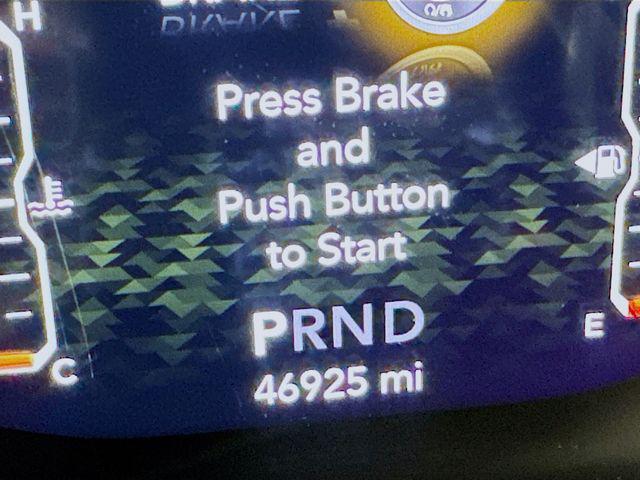 H
Press Brake
and
Push Button
to Start
PRND
E
C
46925 mi